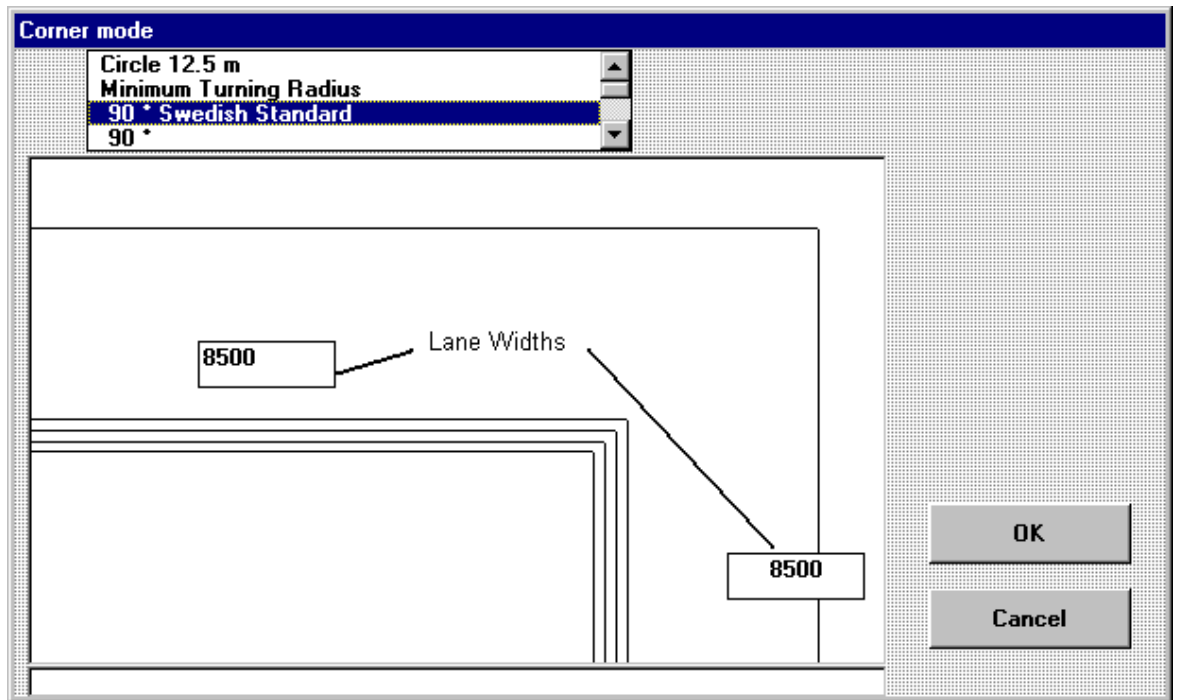 Corner mode
Circle 12.5 m
Minimum Turning Radius
90 ° Swedish Standard
90 °
8500
Lane Widths
8500
OK
Cancel